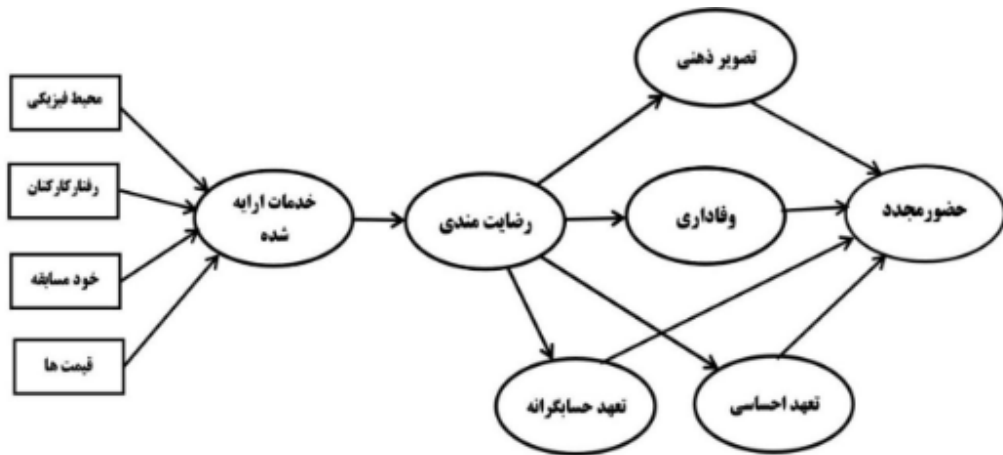 تصویر ذهنی
محیط فیزیکی
رفتارکارکنان
خدمات ارایه
شده
رضایت مندی
وفاداری
حضورمجدد
خود مسابقه
قیمت ها
تعهد حسابگرانه
تعهد احساسی